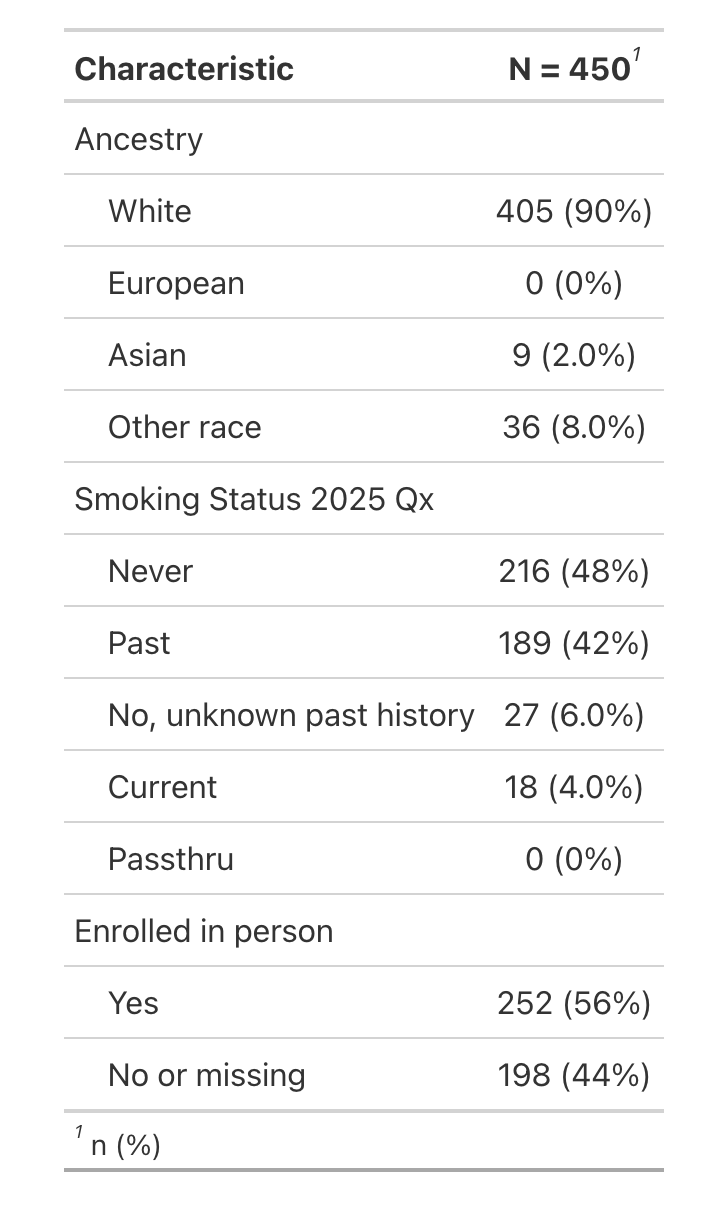 Characteristic N = 450¹
Ancestry
White 405 (90%)
European 0 (0%)
Asian 9 (2.0%)
Other race 36 (8.0%)
Smoking Status 2025 Qx
Never 216 (48%)
Past 189 (42%)
No, unknown past history 27 (6.0%)
Current 18 (4.0%)
Passthru 0 (0%)
Enrolled in person
Yes 252 (56%)
No or missing 198 (44%)
¹ n (%)